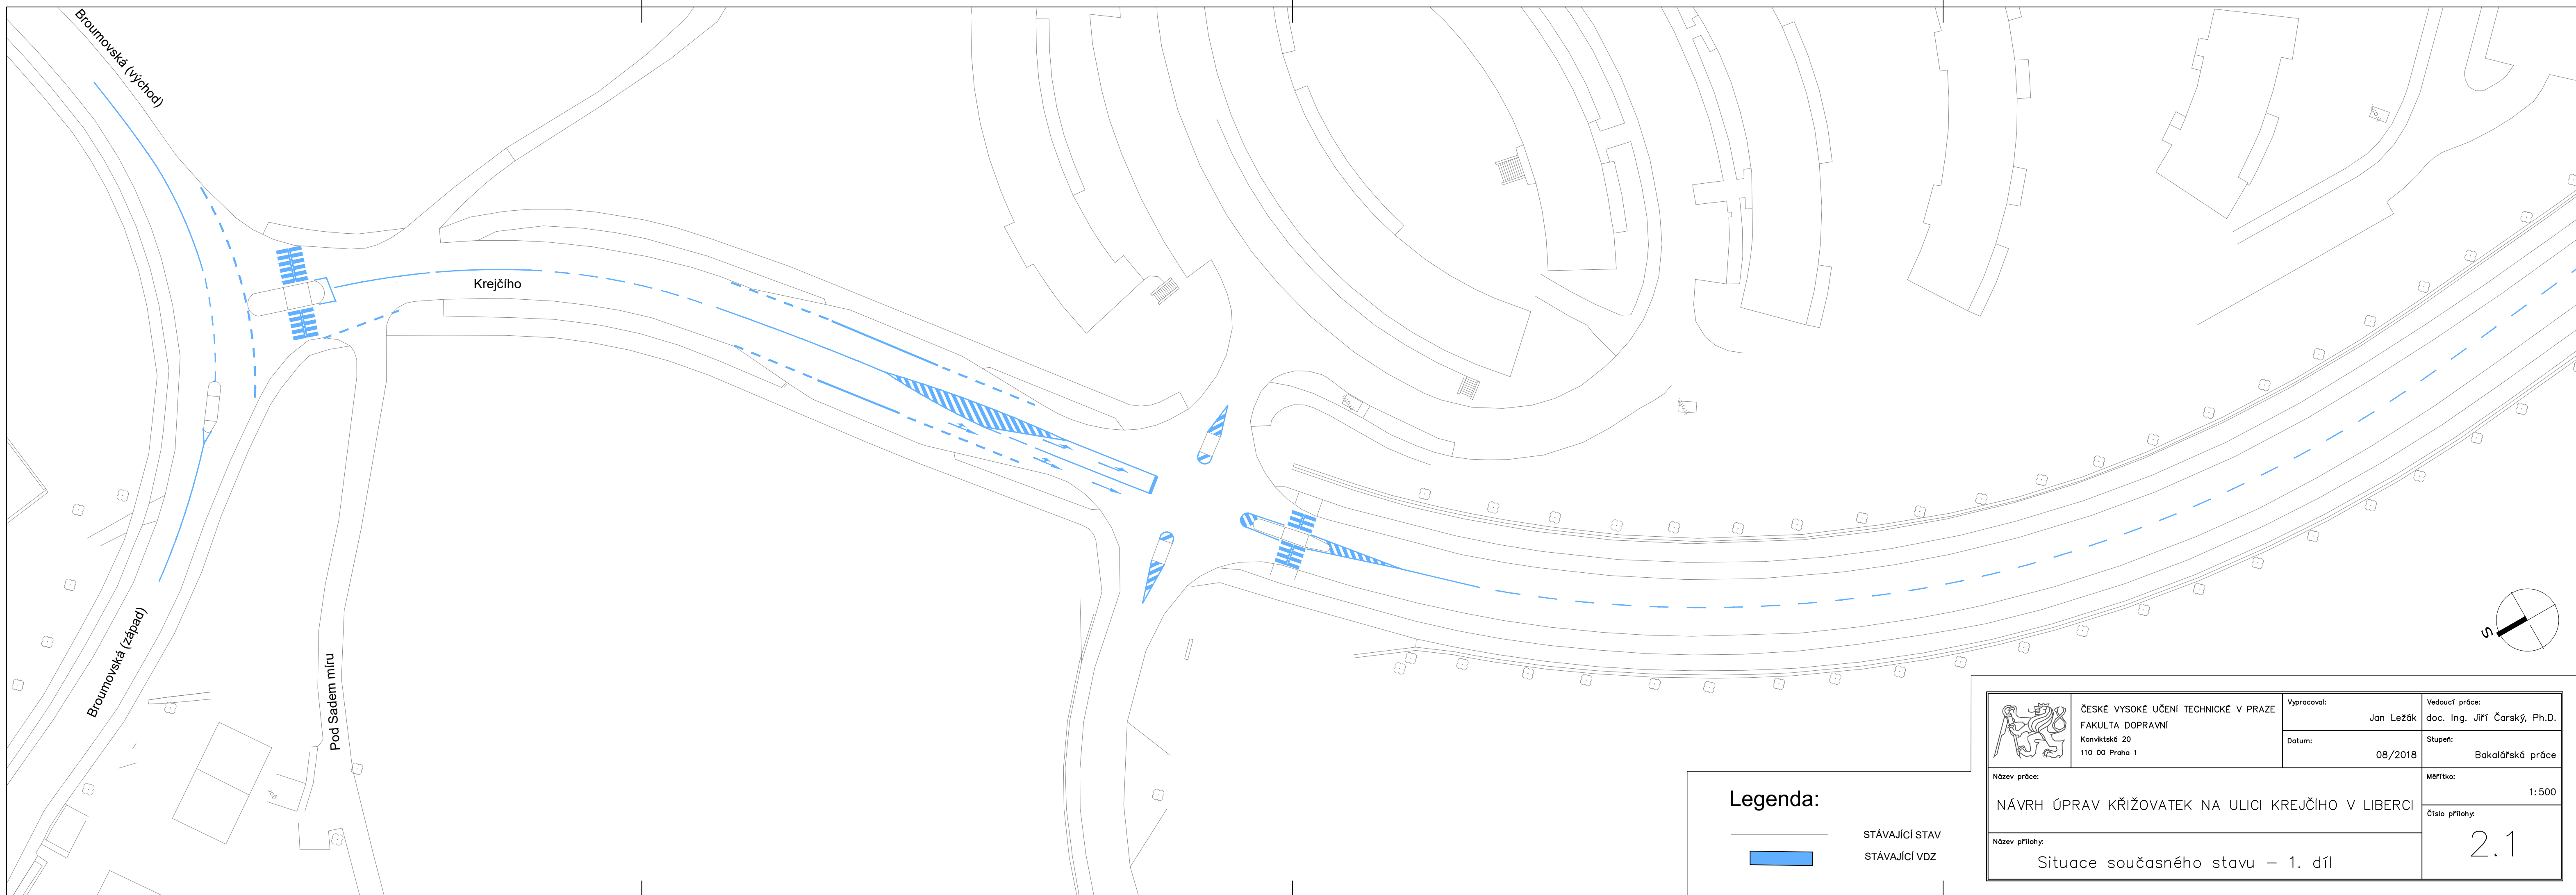 Broumovská (východ)
Krejčího
Broumovská (západ)
Pod Sadem míru
S
Legenda:
STÁVAJÍCÍ STAV
STÁVAJÍCÍ VDZ
ČESKÉ VYSOKÉ UČENÍ TECHNICKÉ V PRAZE
FAKULTA DOPRAVNÍ
Konviktská 20
110 00 Praha 1
Vypracoval:
Jan Ležák
Vedoucí práce:
doc. Ing. Jiří Čarský, Ph.D.
Datum:
08/2018
Stupeň:
Bakalářská práce
Název práce:
NÁVRH ÚPRAV KŘIŽOVATEK NA ULICI KREJČÍHO V LIBERCI
Měřítko:
1:500
Název přílohy:
Situace současného stavu – 1. díl
Číslo přílohy:
2.1